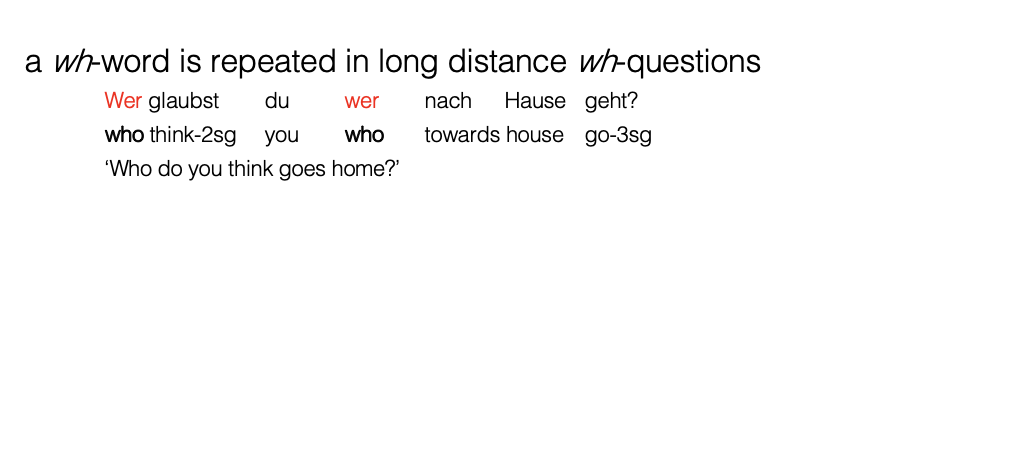 a wh-word is repeated in long distance wh-questions
Wer glaubst du wer nach Hause geht?
who think-2sg you who towards house go-3sg
‘Who do you think goes home?’